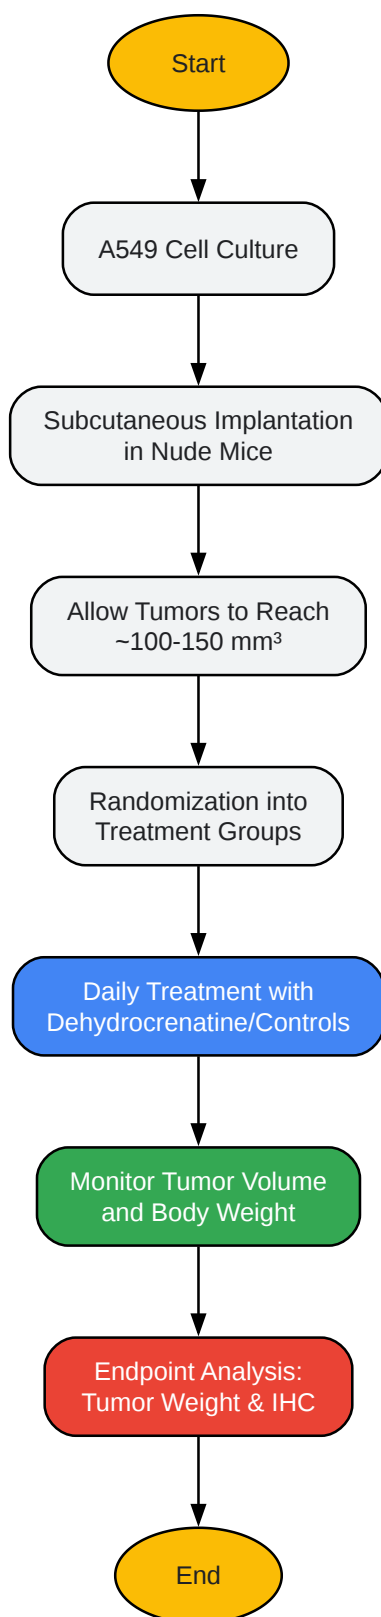 Start
A549 Cell Culture
Subcutaneous Implantation
in Nude Mice
Allow Tumors to Reach
~100-150 mm³
Randomization into
Treatment Groups
Daily Treatment with
Dehydrocrenatine/Controls
Monitor Tumor Volume
and Body Weight
Endpoint Analysis:
Tumor Weight & IHC
End